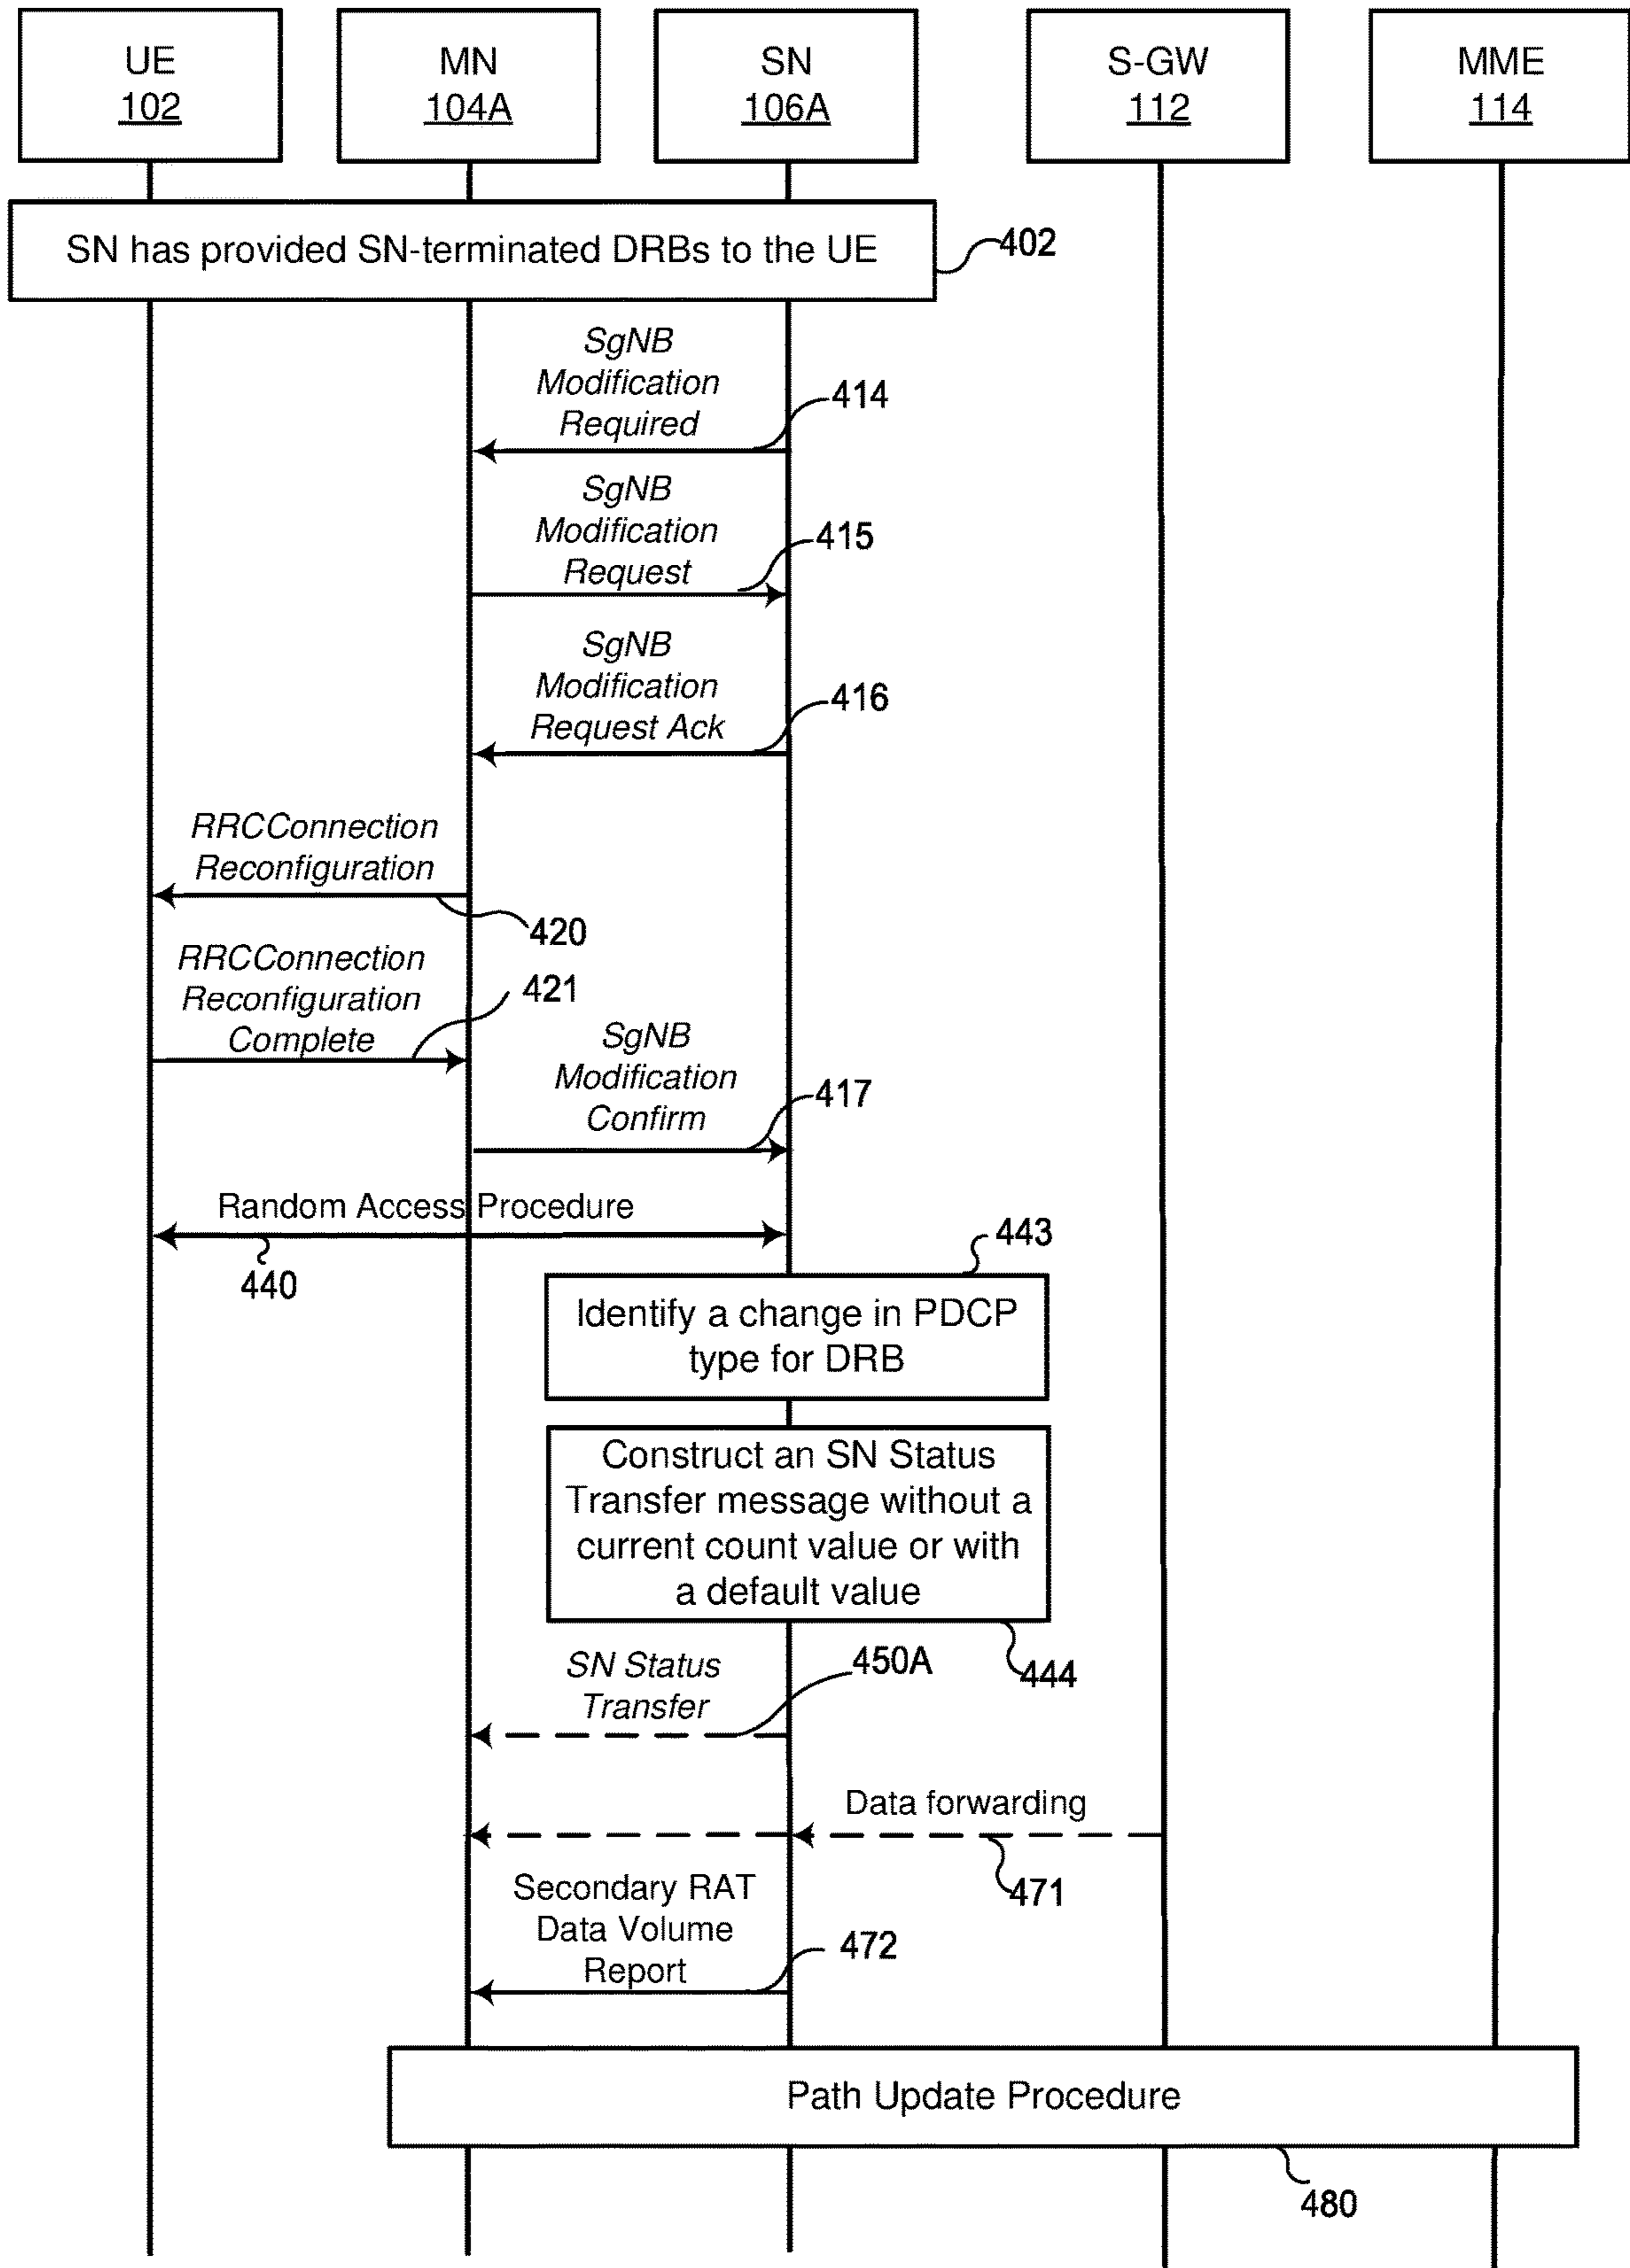 UE
102
MN
104A
SN
106A
S-GW
112
MME
114
SN has provided SN-terminated DRBs to the UE
402
SgNB
Modification
Required
414
SgNB
Modification
Request
415
SgNB
Modification
Request Ack
416
RRCConnection
Reconfiguration
420
RRCConnection
Reconfiguration
Complete
421
SgNB
Modification
Confirm
417
Random Access Procedure
440
443
Identify a change in PDCP
type for DRB
Construct an SN Status
Transfer message without a
current count value or with
a default value
444
SN Status
Transfer
450A
Data forwarding
471
Secondary RAT
Data Volume
Report
472
Path Update Procedure
480